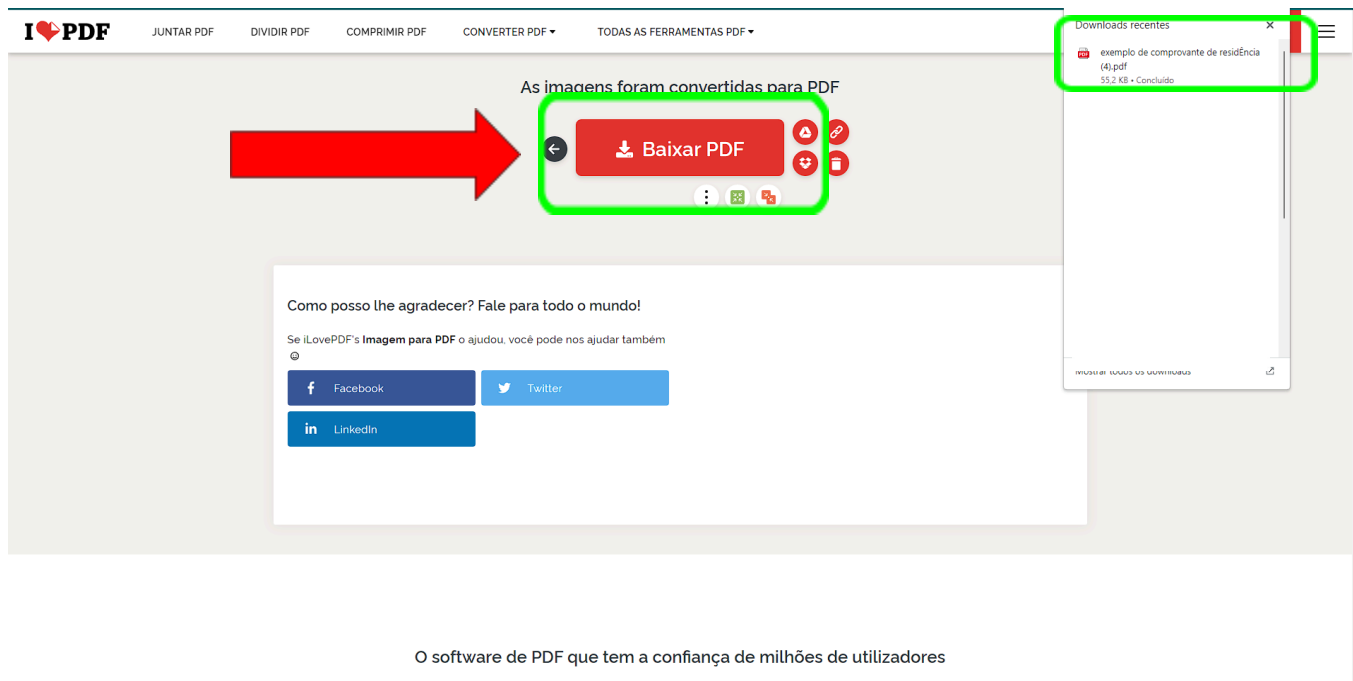 I PDF
JUNTAR PDF
DIVIDIR PDF
COMPRIMIR PDF
CONVERTER PDF
TODAS AS FERRAMENTAS PDF
Downloads recentes
exemplo de comprovante de residÊncia
(4).pdf
55,2 KB • Concluído
Mostrar todos os downloads
As imagens foram convertidas para PDF
Baixar PDF
Como posso lhe agradecer? Fale para todo o mundo!
Se iLovePDF's Imagem para PDF o ajudou, você pode nos ajudar também
Facebook
Twitter
LinkedIn
O software de PDF que tem a confiança de milhões de utilizadores